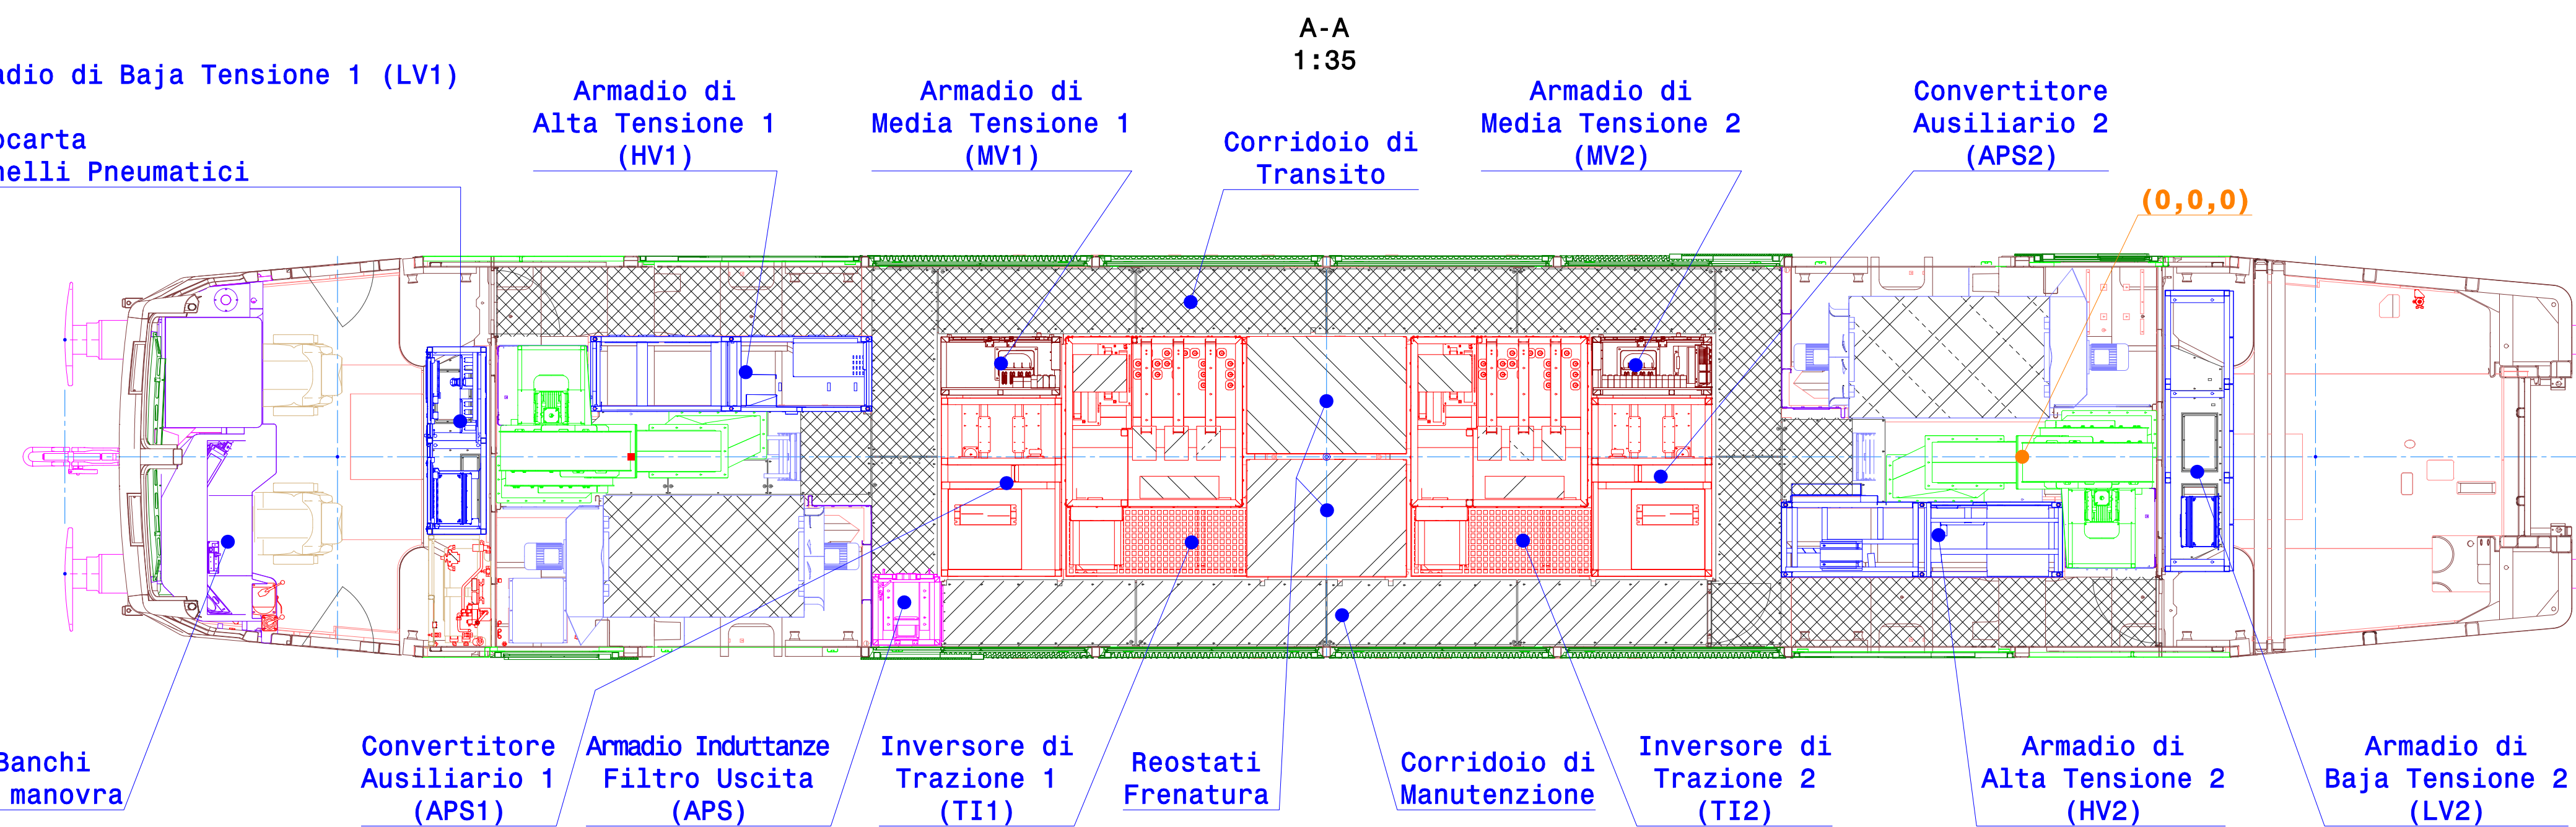 A-A
1:35
di Baja Tensione 1 (LV1)
Pneumatici
Armadio di
Alta Tensione 1
(HV1)
Armadio di
Media Tensione 1
(MV1)
Corridoio di
Transito
Armadio di
Media Tensione 2
(MV2)
Convertitore
Ausiliario 2
(APS2)
(0,0,0)
Banchi
manovra
Convertitore
Ausiliario 1
(APS1)
Armadio Induttanze
Filtro Uscita
(APS)
Inversore di
Trazione 1
(TI1)
Reostati
Frenatura
Corridoio di
Manutenzione
Inversore di
Trazione 2
(TI2)
Armadio di
Alta Tensione 2
(HV2)
Armadio di
Baja Tensione 2
(LV2)